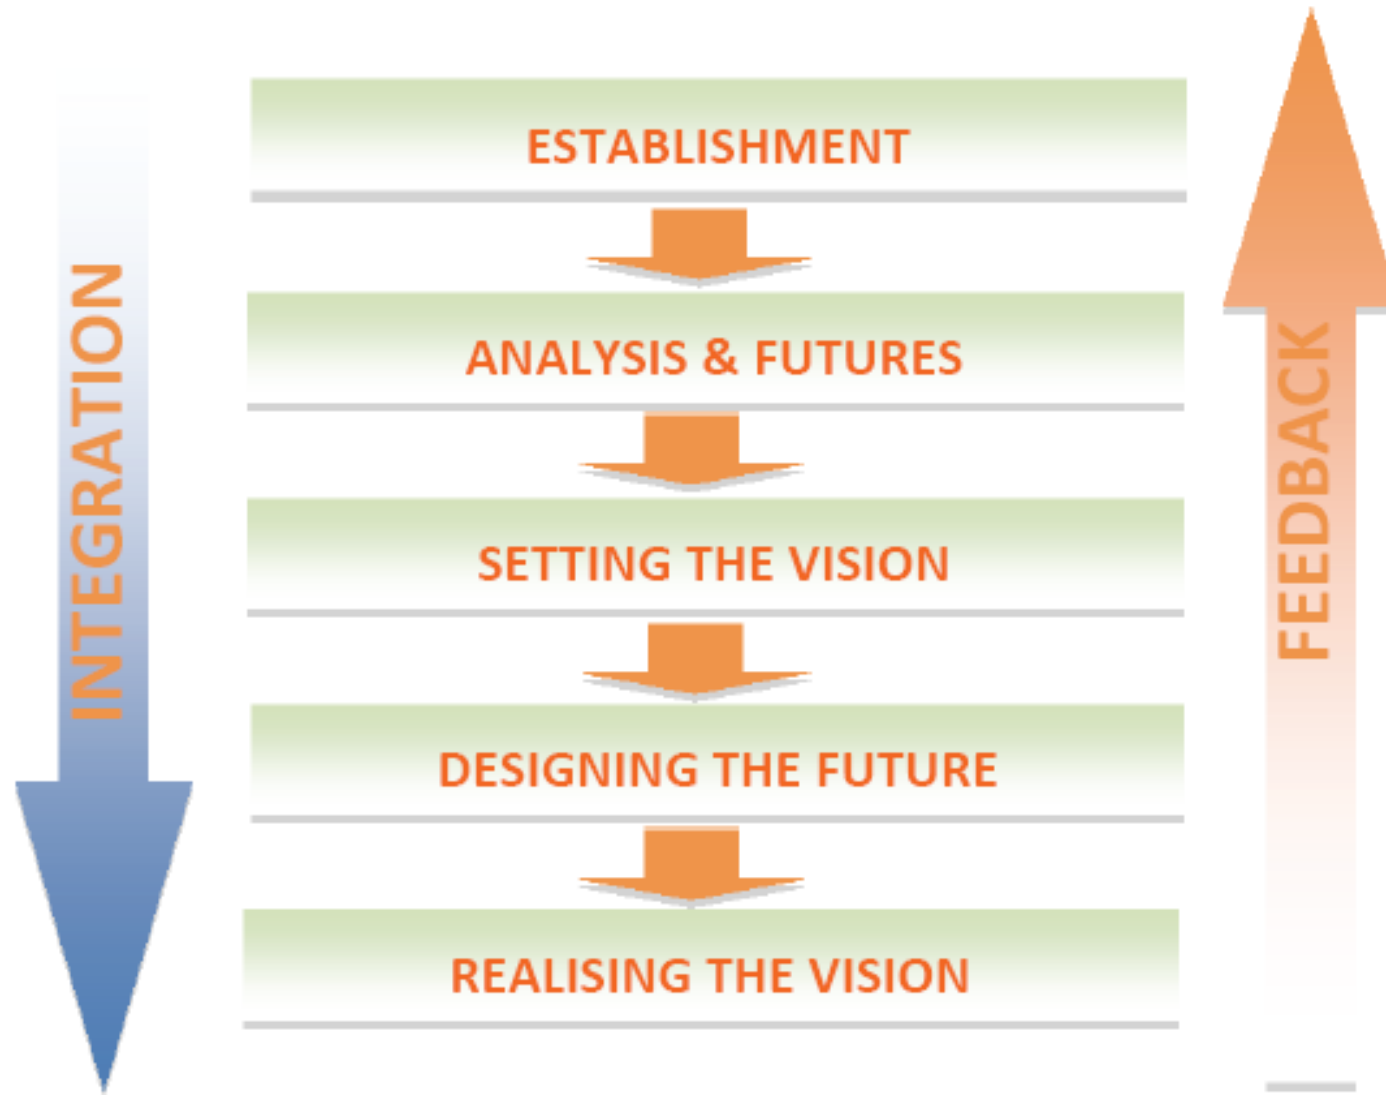 ESTABLISHMENT
ANALYSIS & FUTURES
SETTING THE VISION
DESIGNING THE FUTURE
REALISING THE VISION
INTEGRATION
FEEDBACK